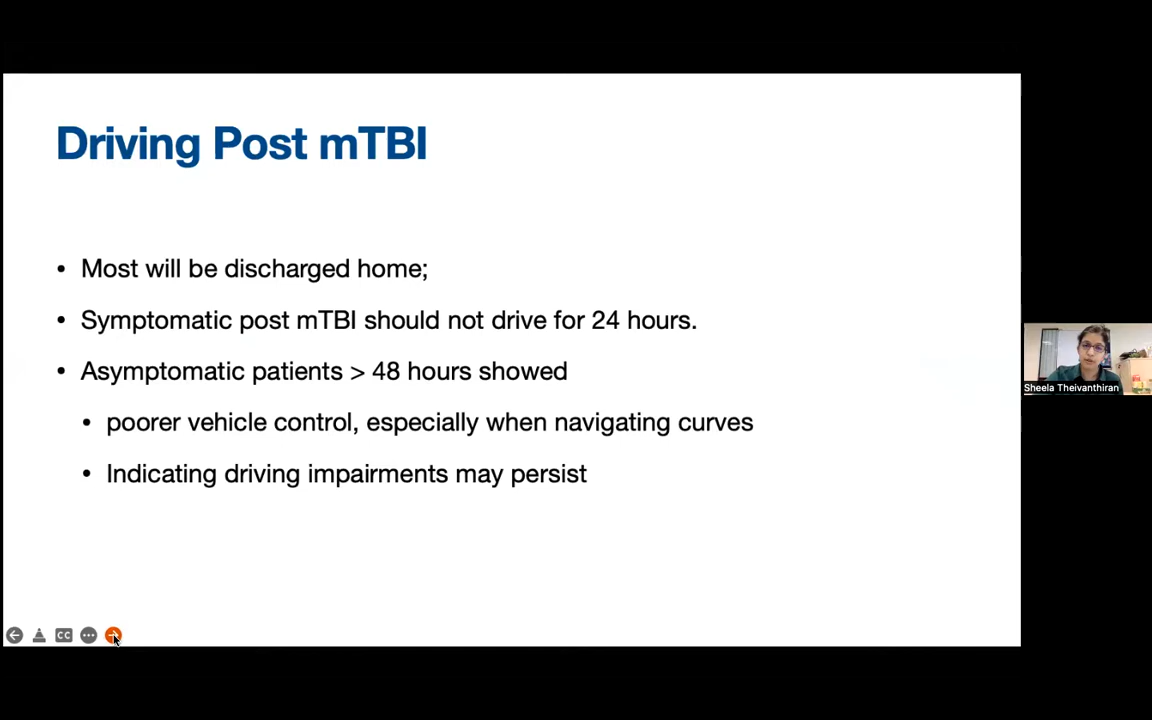 Driving Post mTBI
• Most will be discharged home;
• Symptomatic post mTBI should not drive for 24 hours.
• Asymptomatic patients > 48 hours showed
• poorer vehicle control, especially when navigating curves
• Indicating driving impairments may persist
Sheela Theivanthiran
CC